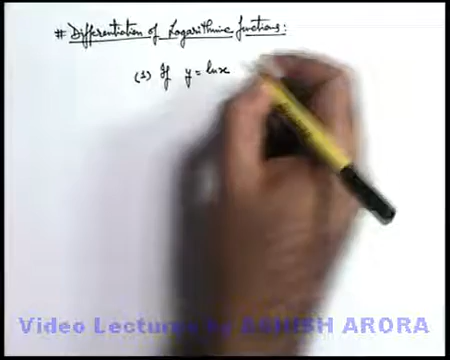 # Differentiation of Logarithmic functions:
(1) If y = lnx
Video Lectures by ASHISH ARORA